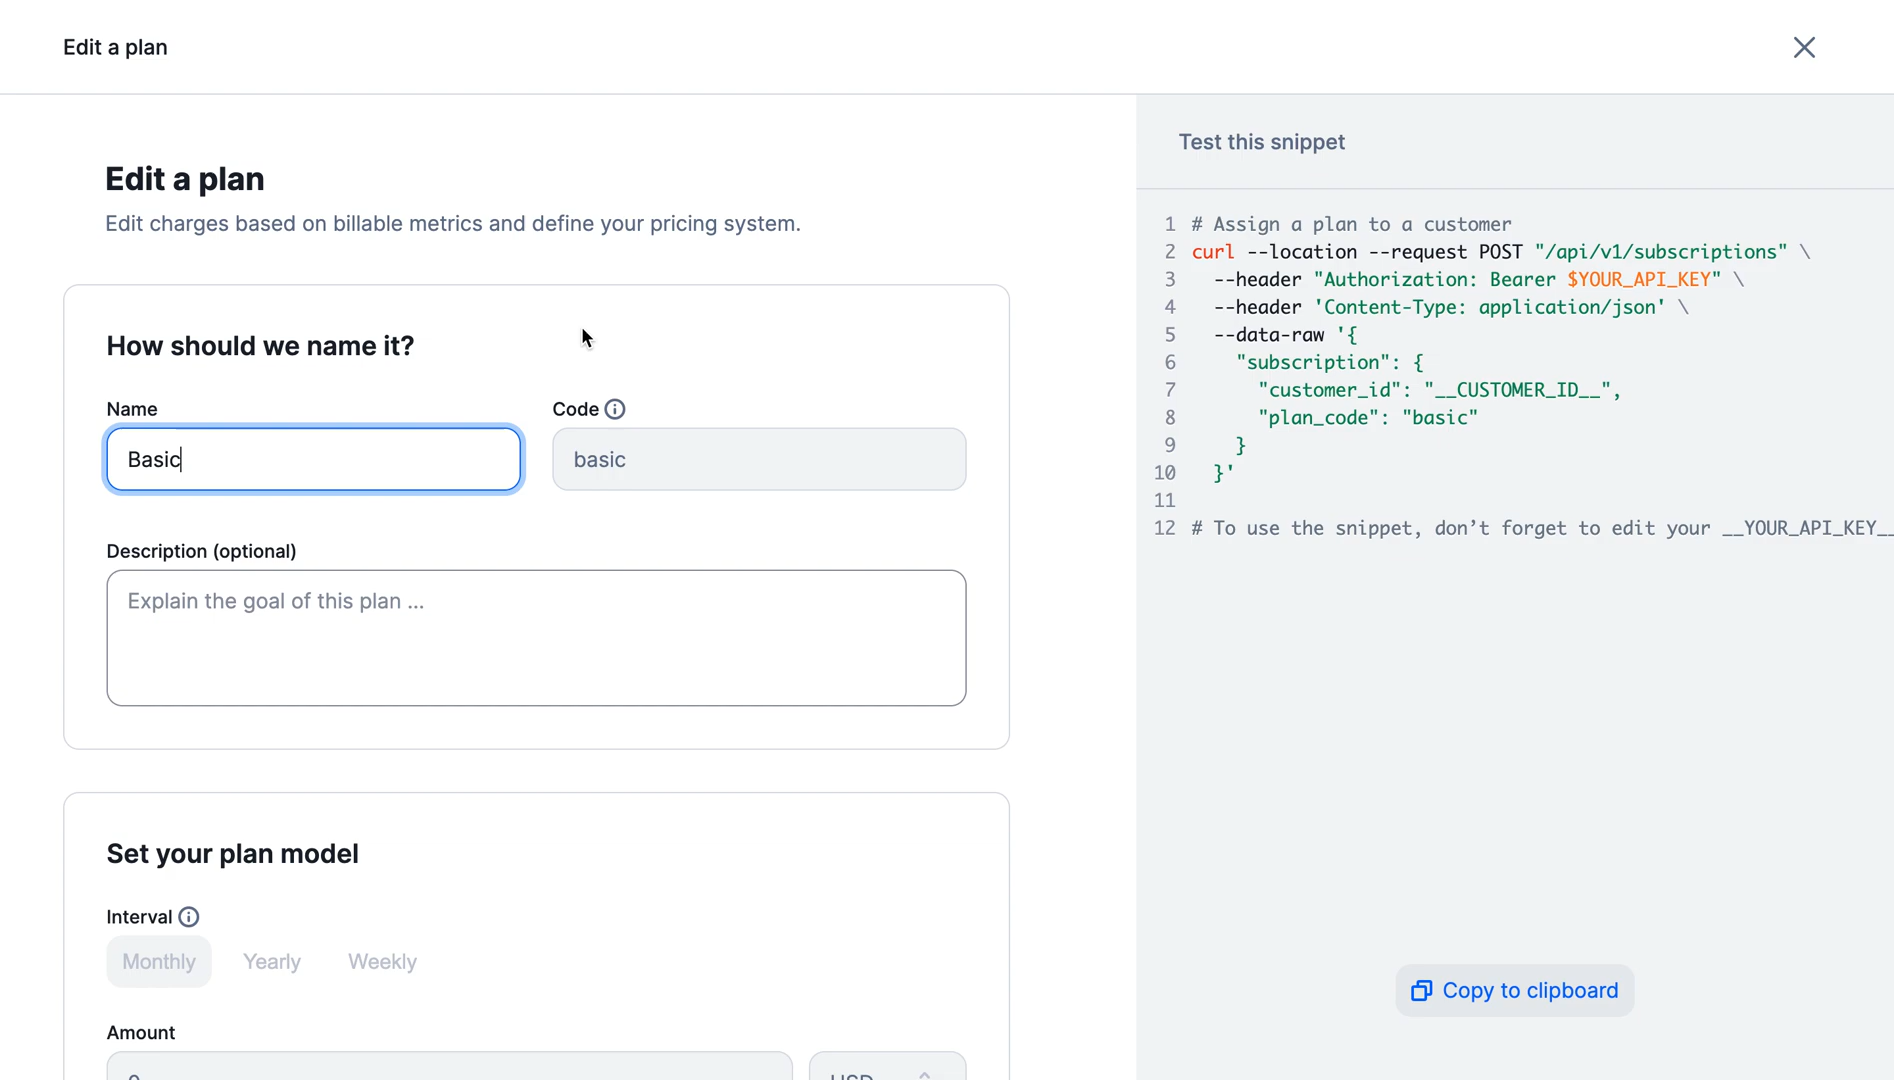 Edit a plan
Edit a plan
Edit charges based on billable metrics and define your pricing system.
How should we name it?
Name
Basic
Code
basic
Description (optional)
Explain the goal of this plan ...
Set your plan model
Interval
Monthly Yearly Weekly
Amount
Test this snippet
1 # Assign a plan to a customer
2 curl --location --request POST "/api/v1/subscriptions" \
3 --header "Authorization: Bearer $YOUR_API_KEY" \
4 --header 'Content-Type: application/json' \
5 --data-raw '{
6 "subscription": {
7 "customer_id": "__CUSTOMER_ID__",
8 "plan_code": "basic"
9 }
10 }'
11
12 # To use the snippet, don’t forget to edit your __YOUR_API_KEY__
Copy to clipboard